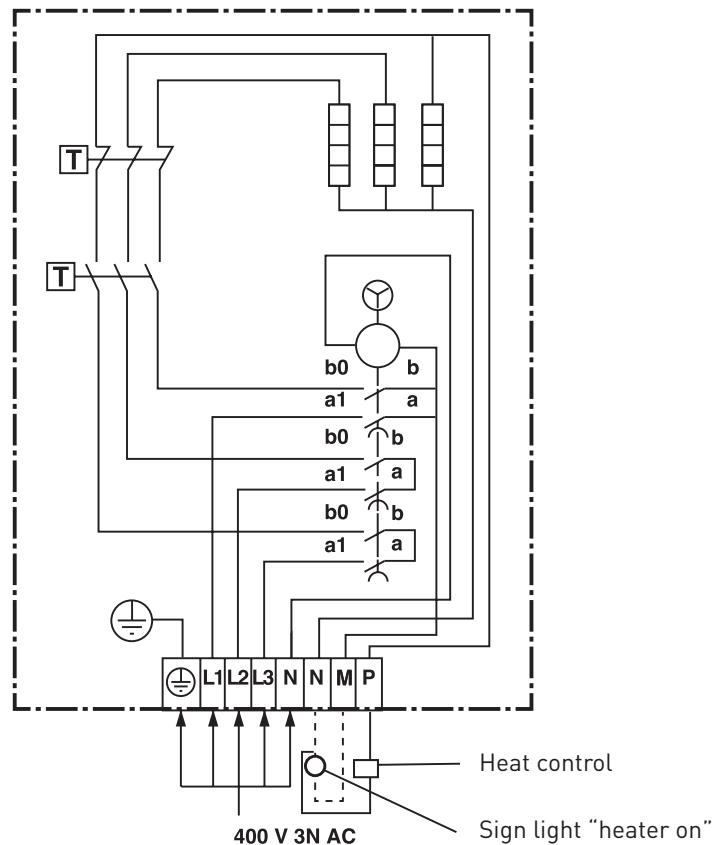 T
T
b0 b
a1 a
b0 b
a1 a
b0 b
a1 a
L1 L2 L3 N N M P
Heat control
Sign light “heater on”
400 V 3N AC